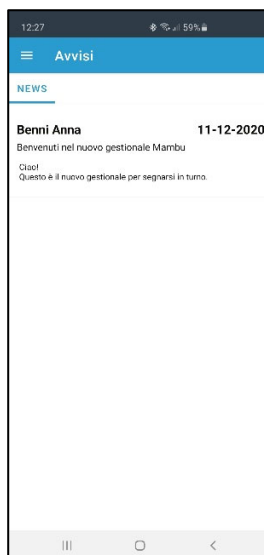 12:27
59%
Avvisi
NEWS
Benni Anna 11-12-2020
Benvenuti nel nuovo gestionale Mambu
Ciao!
Questo è il nuovo gestionale per segnarsi in turno.